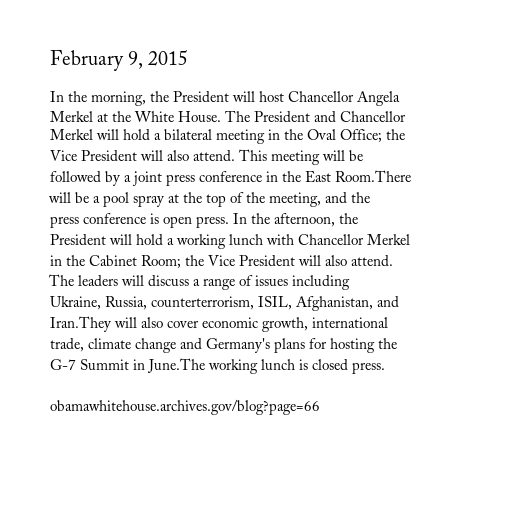 February 9, 2015
In the morning, the President will host Chancellor Angela
Merkel at the White House. The President and Chancellor
Merkel will hold a bilateral meeting in the Oval Office; the
Vice President will also attend. This meeting will be
followed by a joint press conference in the East Room.There
will be a pool spray at the top of the meeting, and the
press conference is open press. In the afternoon, the
President will hold a working lunch with Chancellor Merkel
in the Cabinet Room; the Vice President will also attend.
The leaders will discuss a range of issues including
Ukraine, Russia, counterterrorism, ISIL, Afghanistan, and
Iran.They will also cover economic growth, international
trade, climate change and Germany's plans for hosting the
G-7 Summit in June.The working lunch is closed press.
obamawhitehouse.archives.gov/blog?page=66